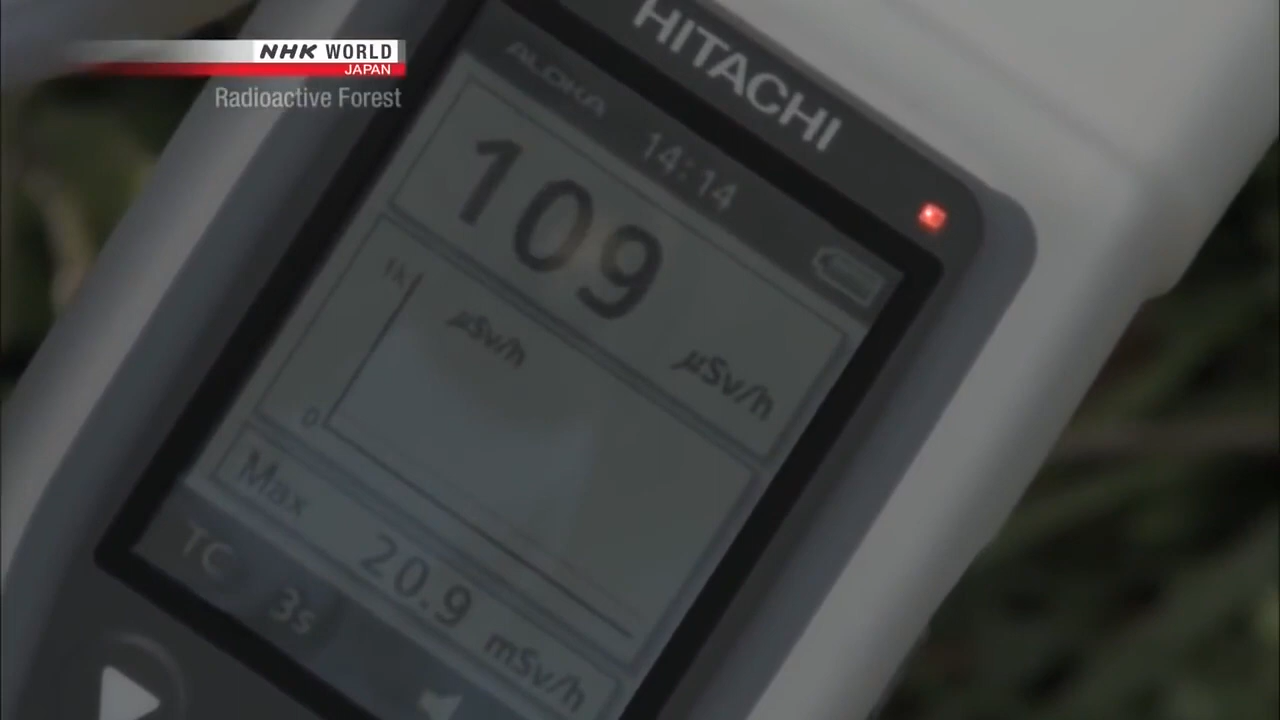 NHK WORLD
JAPAN
Radioactive Forest
HITACHI
ALOKA
14:14
109
μSv/h
1k
μSv/h
0
Max
20.9 mSv/h
TC 3s